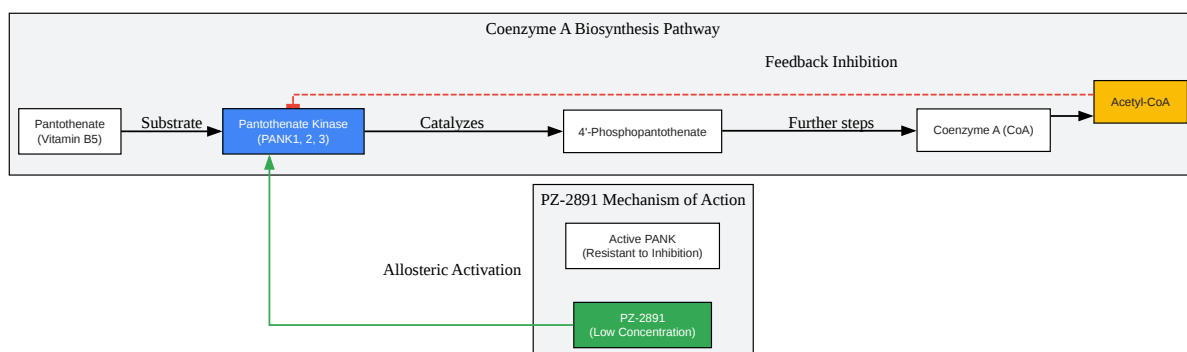 Coenzyme A Biosynthesis Pathway
Feedback Inhibition
Acetyl-CoA
Pantothenate
(Vitamin B5)
Substrate
Pantothenate Kinase
(PANK1, 2, 3)
Catalyzes
4'-Phosphopantothenate
Further steps
Coenzyme A (CoA)
PZ-2891 Mechanism of Action
Active PANK
(Resistant to Inhibition)
Allosteric Activation
PZ-2891
(Low Concentration)